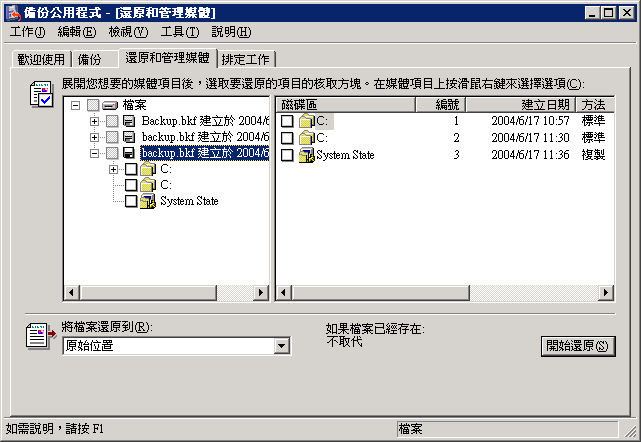 備份公用程式 - [還原和管理媒體]
工作(J) 編輯(E) 檢視(V) 工具(T) 說明(H)
歡迎使用 備份 還原和管理媒體 排定工作
展開您想要的媒體項目後，選取要還原的項目的核取方塊。在媒體項目上按滑鼠右鍵來選擇選項(C):
檔案
Backup.bkf 建立於 2004/6
backup.bkf 建立於 2004/6
backup.bkf 建立於 2004/6
C:
C:
System State
磁碟區 編號 建立日期 方法
C: 1 2004/6/17 10:57 標準
C: 2 2004/6/17 11:30 標準
System State 3 2004/6/17 11:36 複製
將檔案還原到(R):
原始位置
如果檔案已經存在:
不取代
開始還原(S)
如需說明，請按 F1
檔案